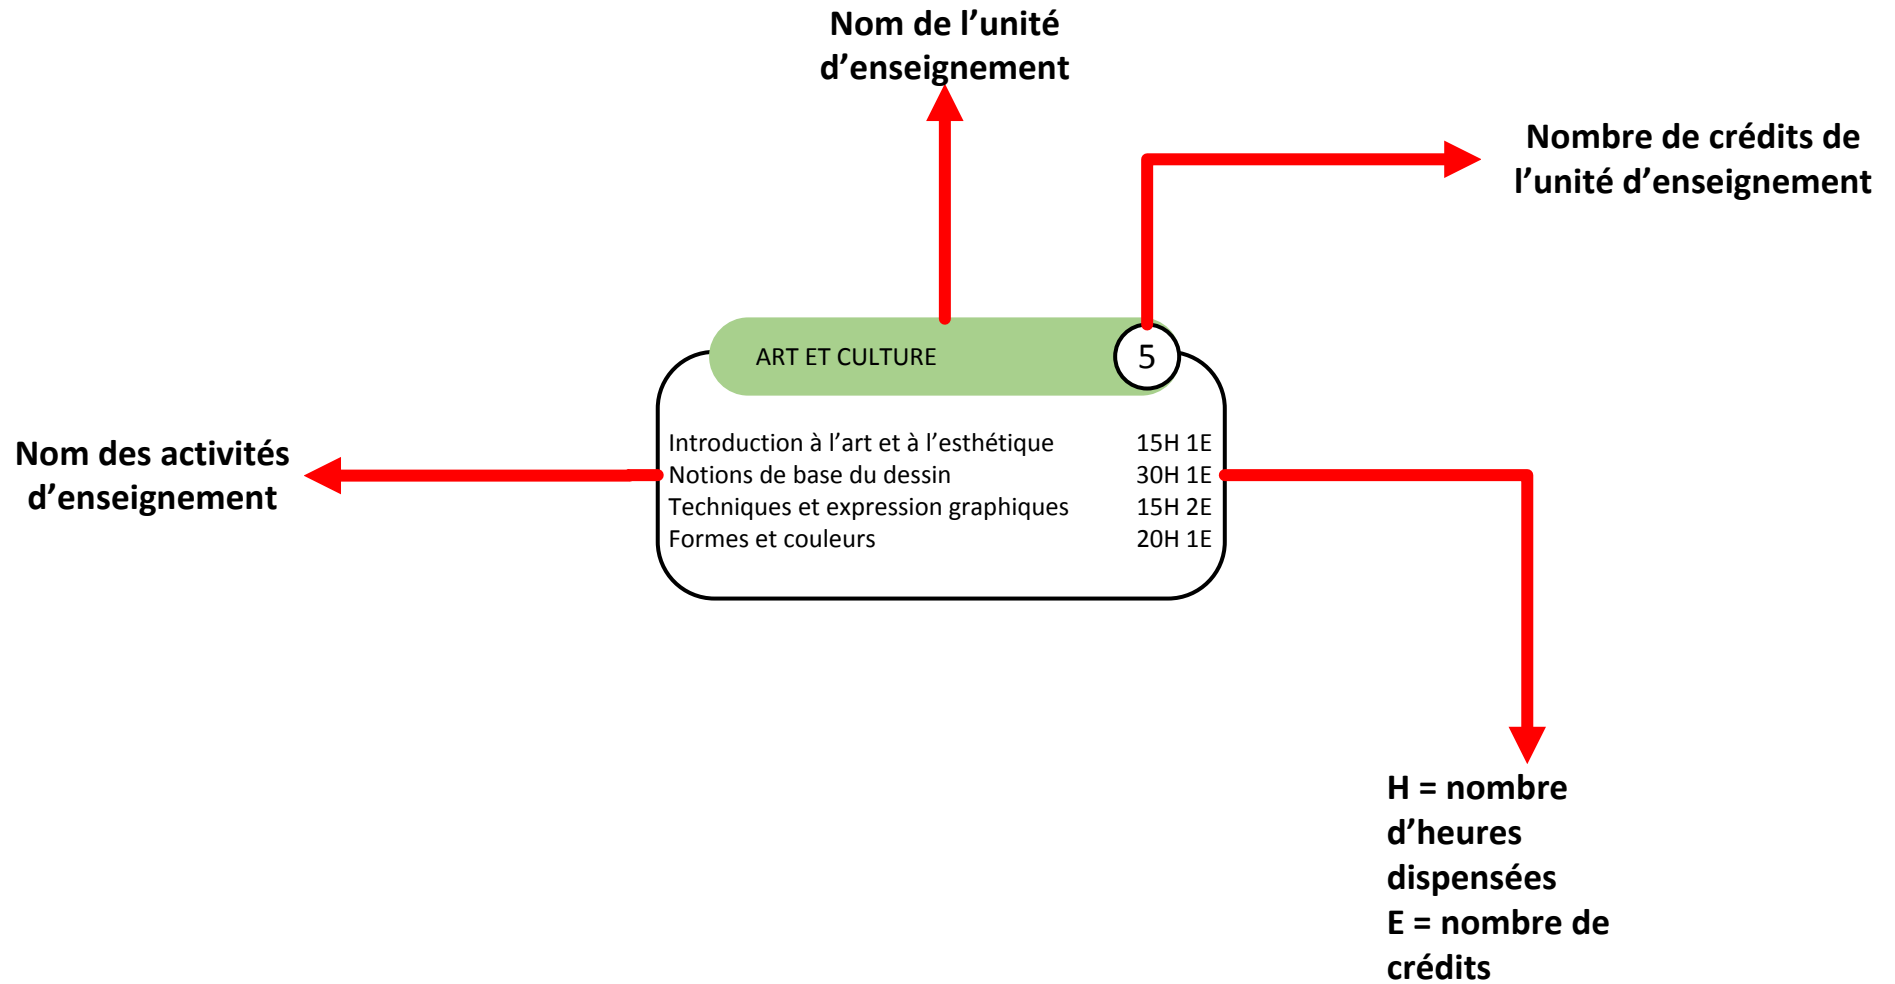 Nom de l’unité
d’enseignement
Nombre de crédits de
l’unité d’enseignement
ART ET CULTURE 5
Nom des activités
d’enseignement
Introduction à l’art et à l’esthétique 15H 1E
Notions de base du dessin 30H 1E
Techniques et expression graphiques 15H 2E
Formes et couleurs 20H 1E
H = nombre
d’heures
dispensées
E = nombre de
crédits